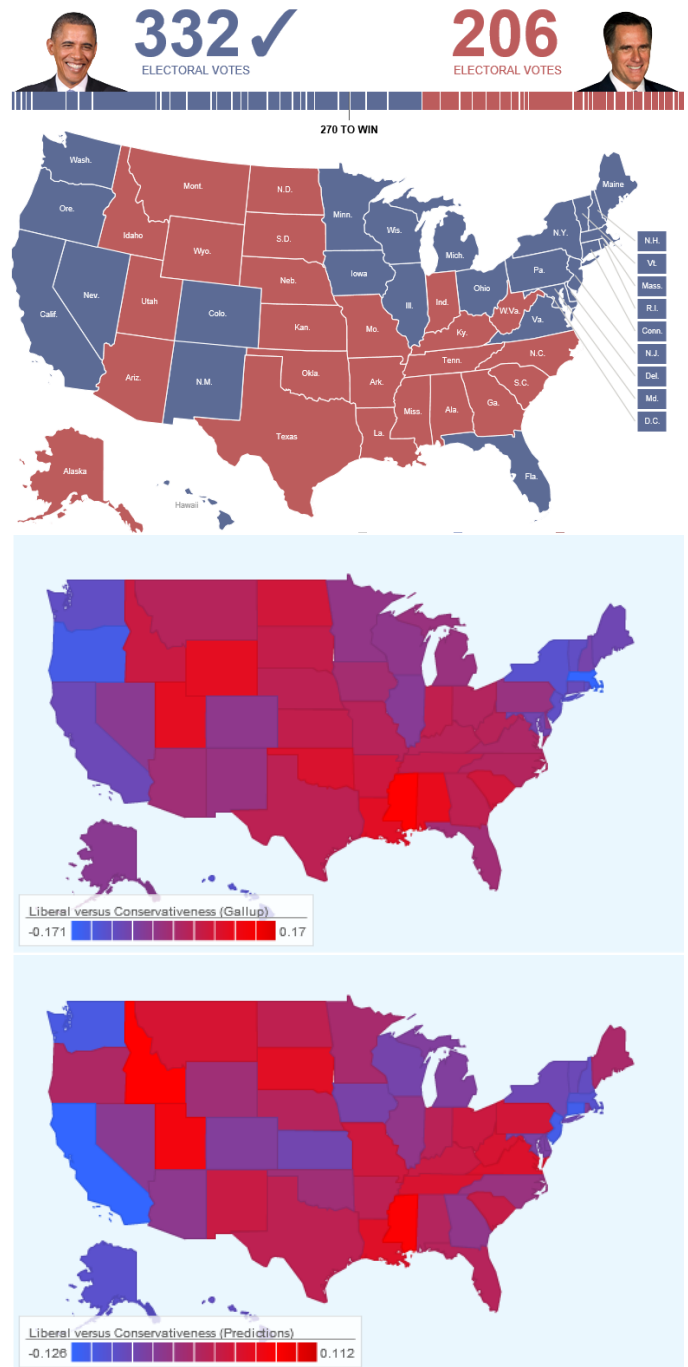 332 ✓ 206
ELECTORAL VOTES ELECTORAL VOTES
270 TO WIN
Wash.
Mont.
N.D.
Minn.
Maine
Ore.
Idaho
S.D.
Wis.
Mich.
N.Y.
N.H.
Wyo.
Vt.
Iowa
Neb.
Pa.
Mass.
Nev.
Utah
Colo.
Ill.
Ind.
Ohio
R.I.
Calif.
Kan.
Mo.
W.Va.
Va.
Conn.
Ky.
N.J.
Tenn.
N.C.
Ariz.
N.M.
Okla.
Ark.
S.C.
Del.
Miss.
Ala.
Ga.
Md.
Texas
La.
D.C.
Alaska
Fla.
Hawaii
Liberal versus Conservativeness (Gallup)
-0.171 0.17
Liberal versus Conservativeness (Predictions)
-0.126 0.112